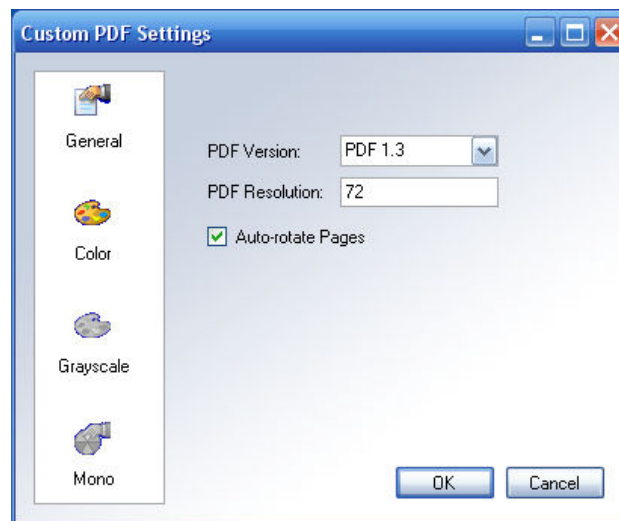 Custom PDF Settings
General
PDF Version: PDF 1.3
PDF Resolution: 72
Auto-rotate Pages
Color
Grayscale
Mono
OK Cancel